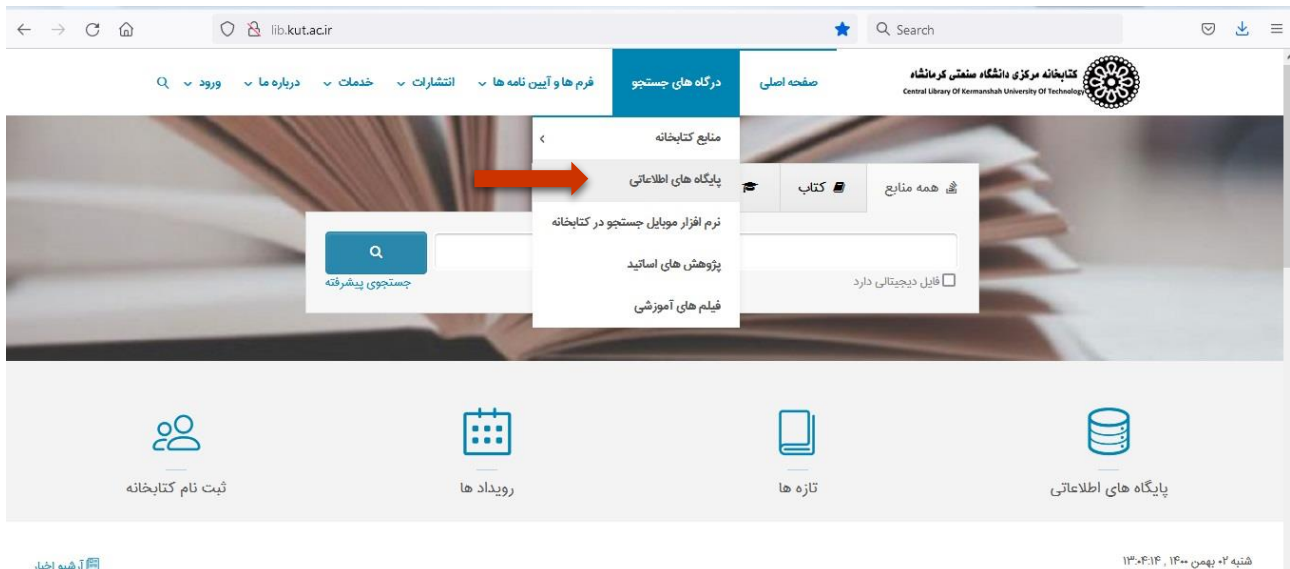 lib.kut.ac.ir
Search
کتابخانه مرکزی دانشگاه صنعتی کرمانشاه
Central Library Of Kermanshah University Of Technology
صفحه اصلی
درگاه های جستجو
فرم ها و آیین نامه ها
انتشارات
خدمات
درباره ما
ورود
منابع کتابخانه
پایگاه های اطلاعاتی
نرم افزار موبایل جستجو در کتابخانه
پژوهش های اساتید
فیلم های آموزشی
همه منابع
کتاب
فایل دیجیتالی دارد
جستجوی پیشرفته
پایگاه های اطلاعاتی
تازه ها
رویداد ها
ثبت نام کتابخانه
شنبه ۰۲ بهمن ۱۴۰۰ , ۱۳:۰۴:۱۴
آرشیو اخبار